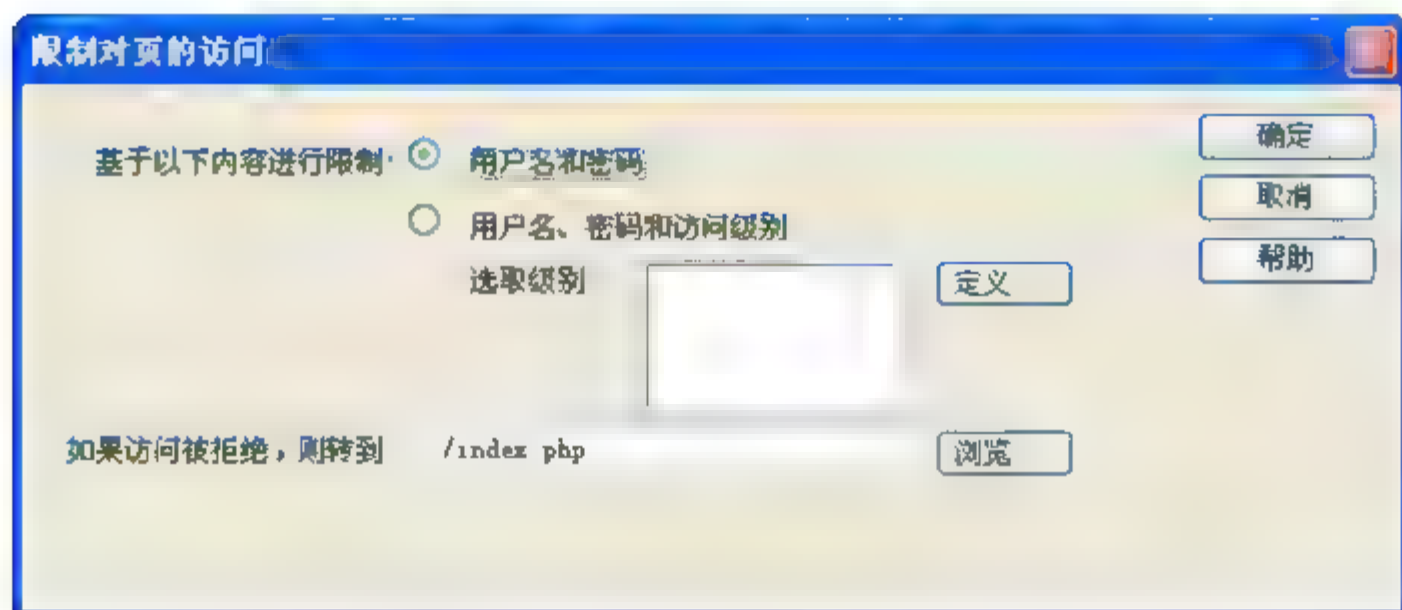 限制对页的访问
基于以下内容进行限制: 用户名和密码
用户名、密码和访问级别
选取级别
定义
如果访问被拒绝，则转到 /index php
浏览
确定
取消
帮助